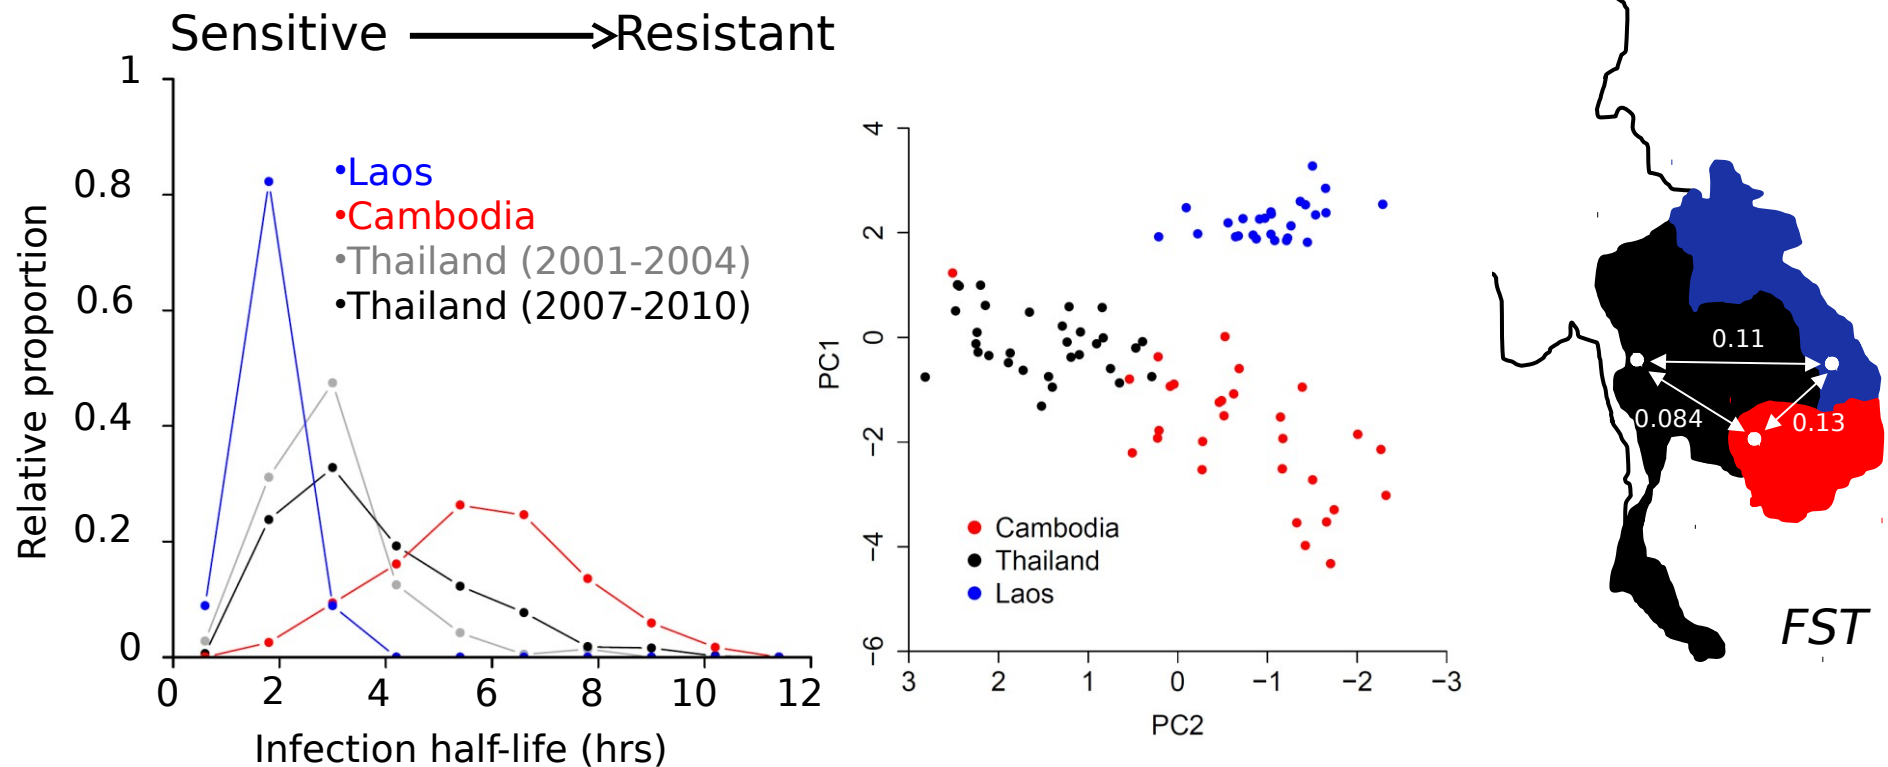 Sensitive Resistant
1
0.8
0.6
0.4
0.2
0
Relative proportion
•Laos
•Cambodia
•Thailand (2001-2004)
•Thailand (2007-2010)
0 2 4 6 8 10 12
Infection half-life (hrs)
4
2
0
−2
−4
−6
PC1
Cambodia
Thailand
Laos
3 2 1 0 −1 −2 −3
PC2
0.11
0.084
0.13
FST